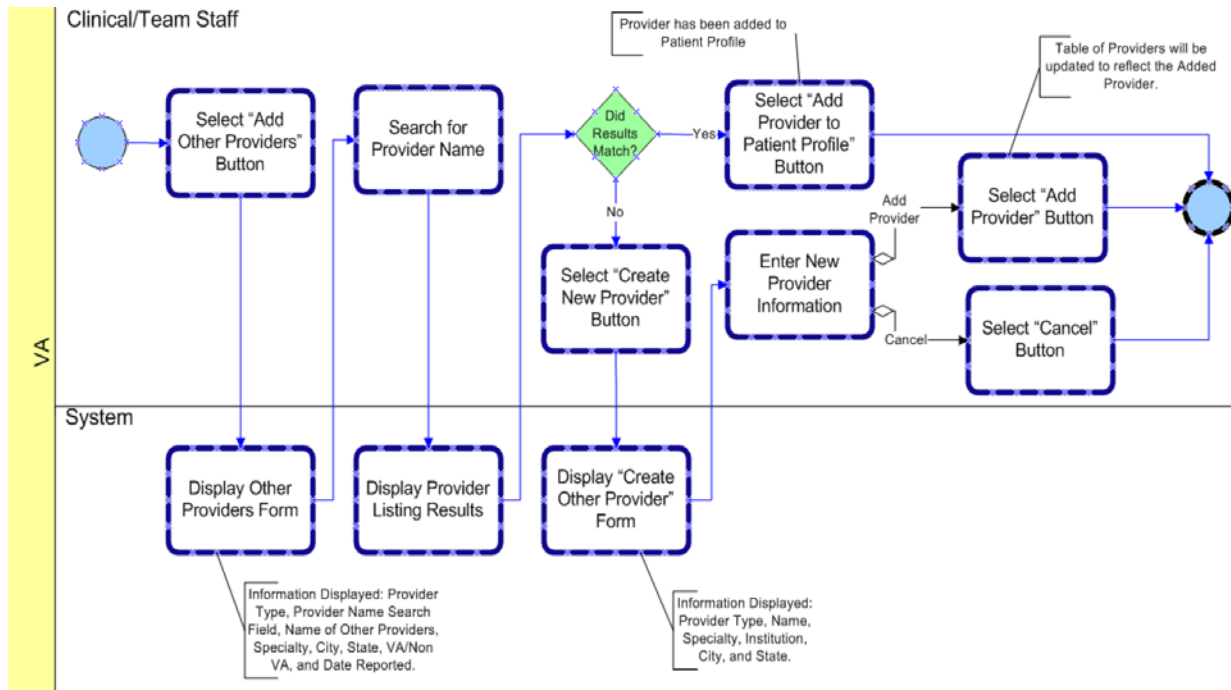 Clinical/Team Staff
Provider has been added to
Patient Profile
Table of Providers will be
updated to reflect the Added
Provider.
Select “Add
Other Providers”
Button
Search for
Provider Name
Did
Results
Match?
Yes
Select “Add
Provider to
Patient Profile”
Button
No
Add
Provider
Select “Add
Provider” Button
Select “Create
New Provider”
Button
Enter New
Provider
Information
Cancel
Select “Cancel”
Button
VA
System
Display Other
Providers Form
Display Provider
Listing Results
Display “Create
Other Provider”
Form
Information Displayed: Provider
Type, Provider Name Search
Field, Name of Other Providers,
Specialty, City, State, VA/Non
VA, and Date Reported.
Information Displayed:
Provider Type, Name,
Specialty, Institution,
City, and State.